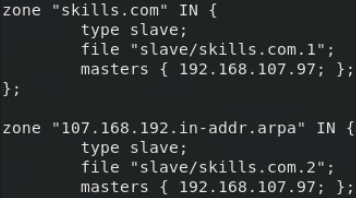 zone "skills.com" IN {
        type slave;
        file "slave/skills.com.1";
        masters { 192.168.107.97; };
};

zone "107.168.192.in-addr.arpa" IN {
        type slave;
        file "slave/skills.com.2";
        masters { 192.168.107.97; };